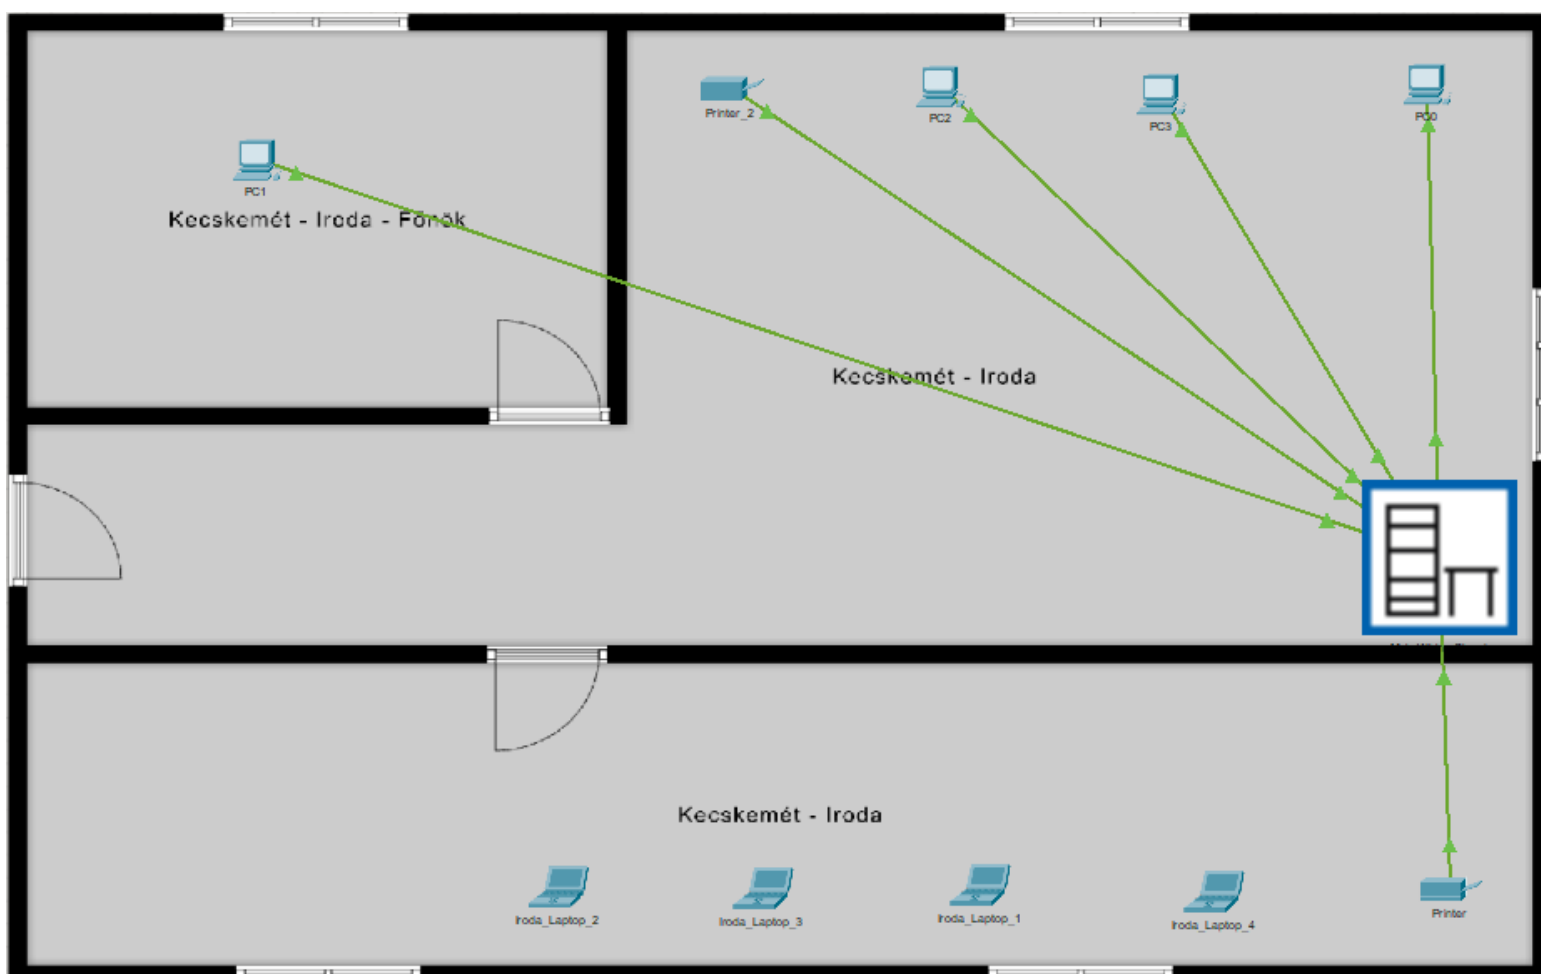 Printer_2
PC2
PC3
PC0
PC1
Kecskemét - Iroda - Főnök
Kecskemét - Iroda
Kecskemét - Iroda
Iroda_Laptop_2
Iroda_Laptop_3
Iroda_Laptop_1
Iroda_Laptop_4
Printer